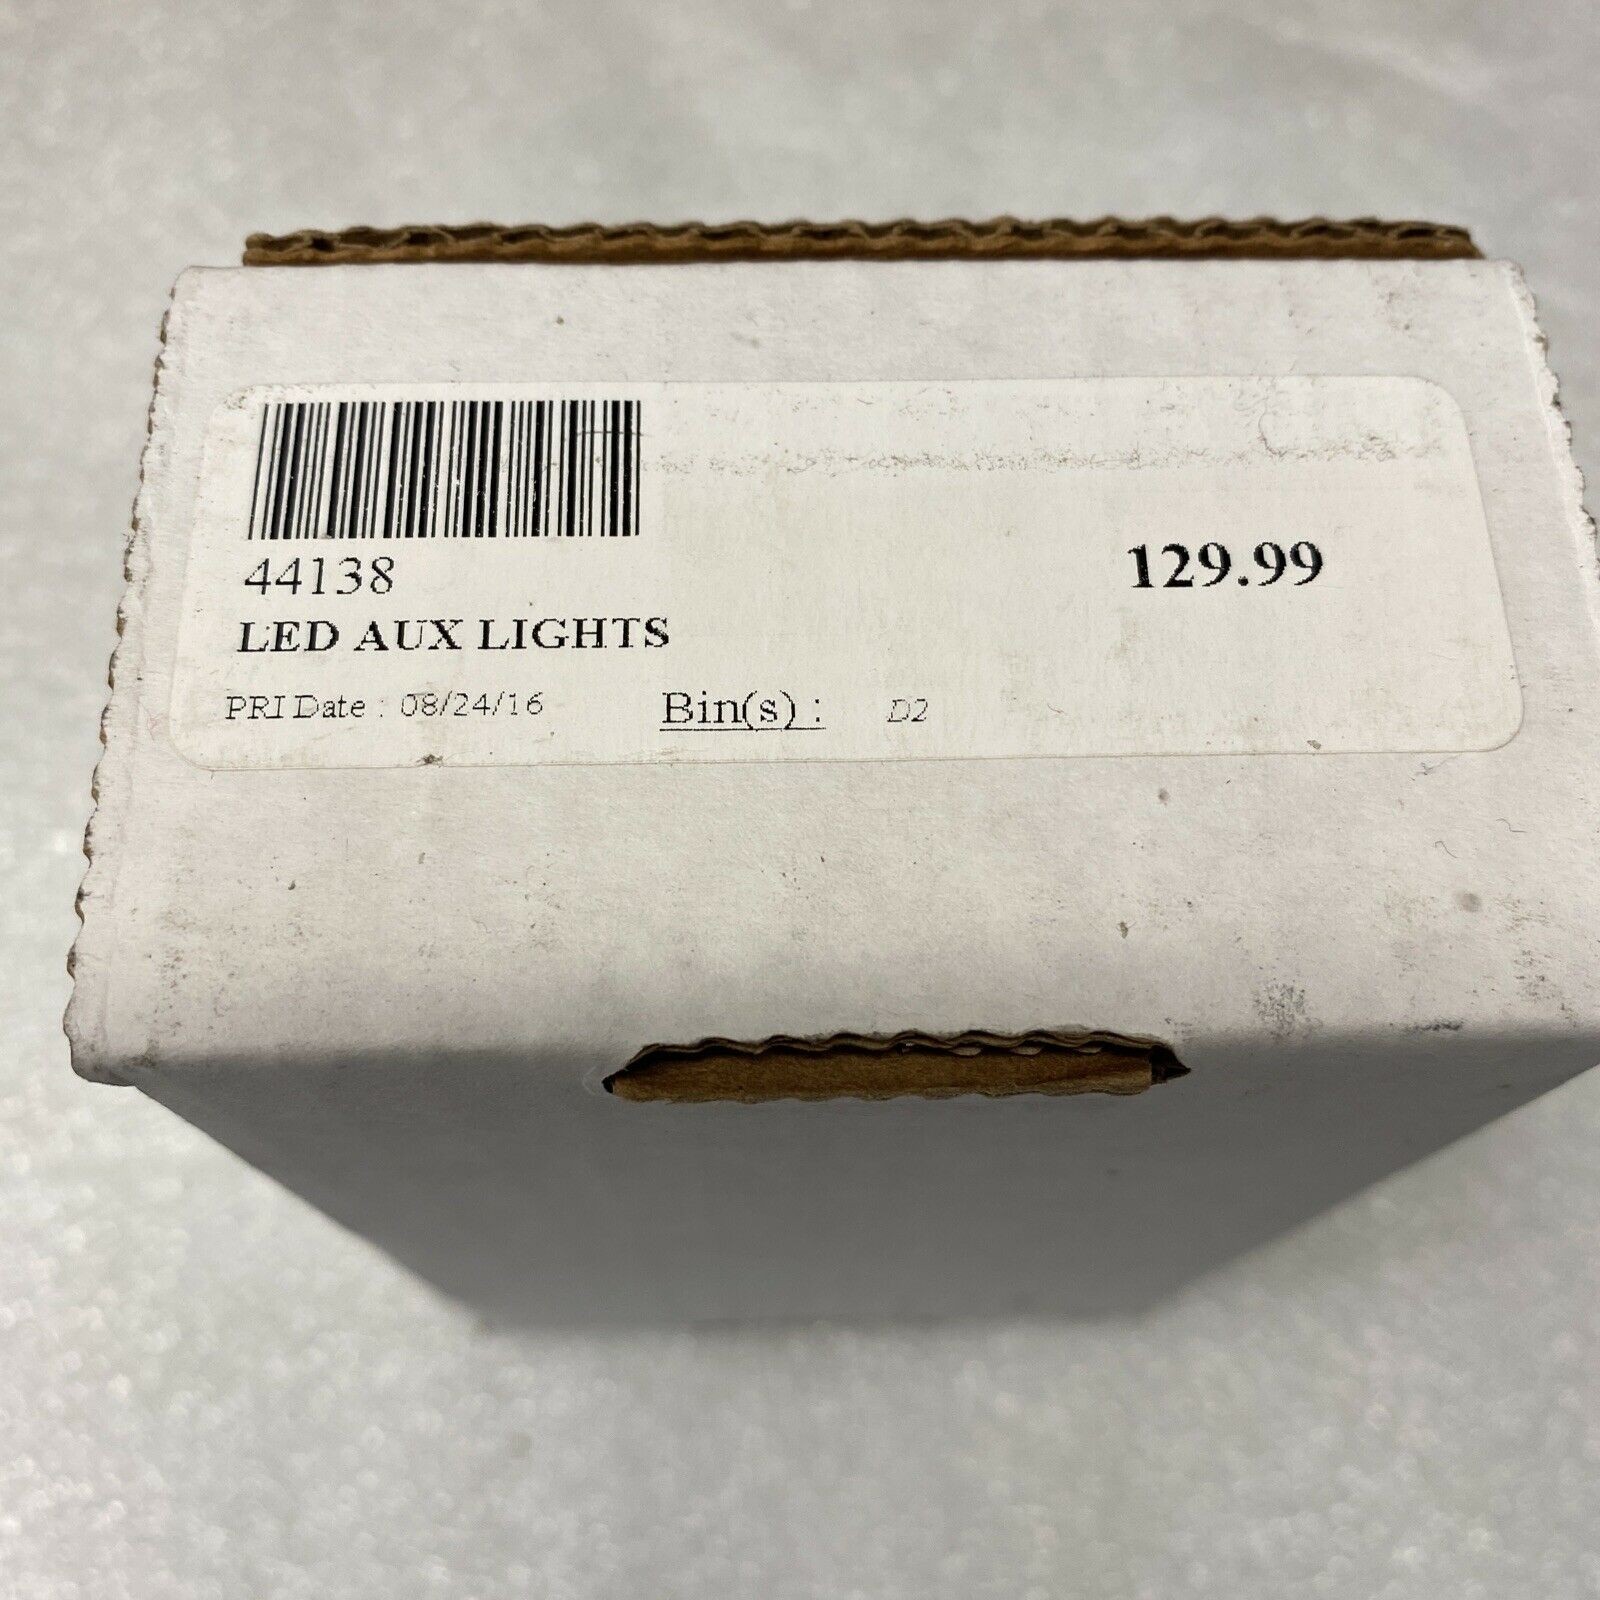 44138
129.99
LED AUX LIGHTS
PRI Date : 08/24/16 Bin(s) : D2